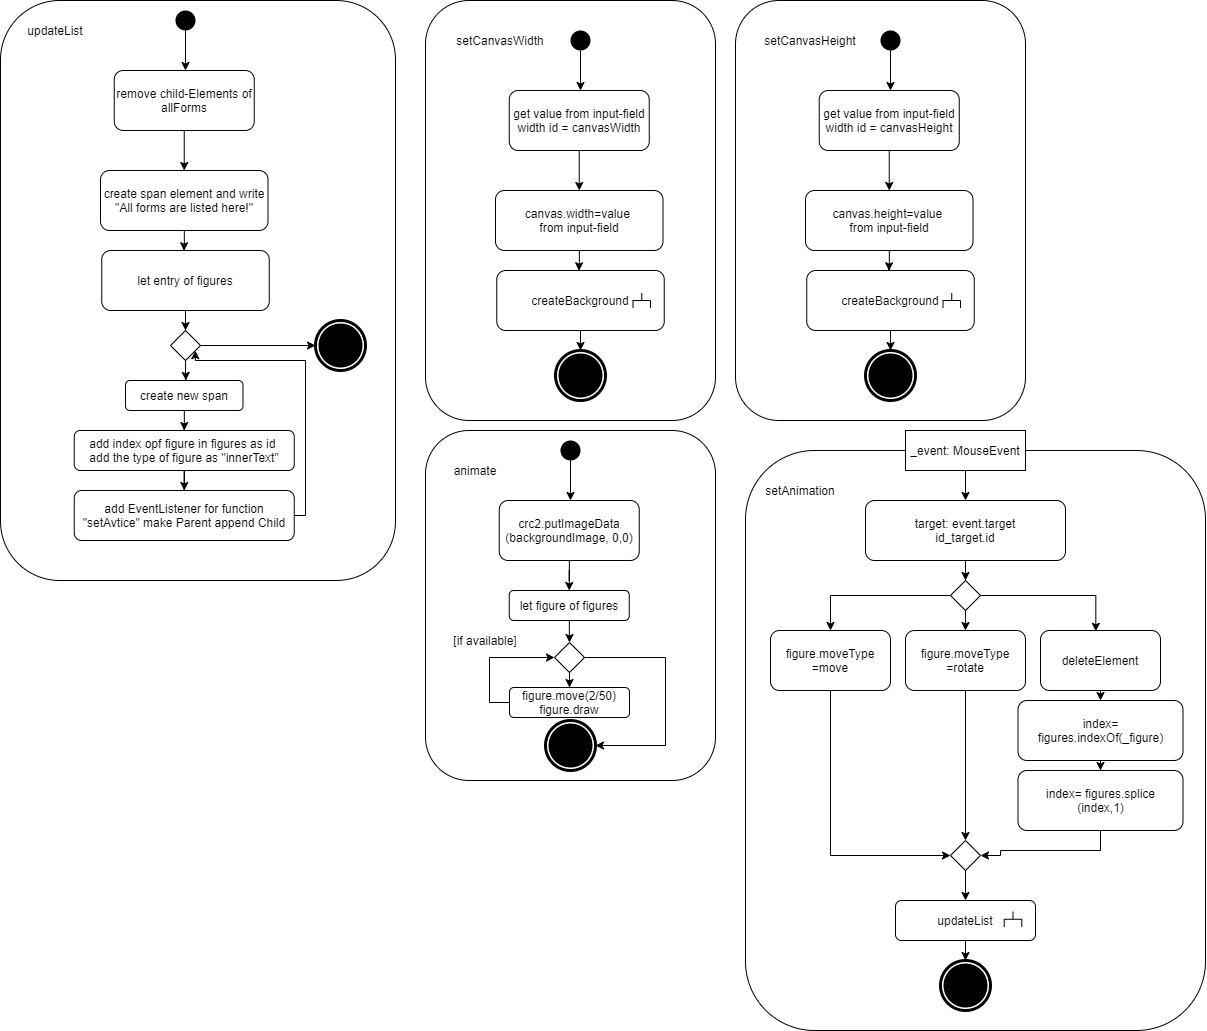 updateList
remove child-Elements of
allForms
create span element and write
"All forms are listed here!"
let entry of figures
create new span
add index opf figure in figures as id
add the type of figure as "innerText"
add EventListener for function
"setAvtice" make Parent append Child
setCanvasWidth
get value from input-field
width id = canvasWidth
canvas.width=value
from input-field
createBackground
setCanvasHeight
get value from input-field
width id = canvasHeight
canvas.height=value
from input-field
createBackground
animate
crc2.putImageData
(backgroundImage, 0,0)
let figure of figures
[if available]
figure.move(2/50)
figure.draw
_event: MouseEvent
setAnimation
target: event.target
id_target.id
figure.moveType
=move
figure.moveType
=rotate
deleteElement
index=
figures.indexOf(_figure)
index= figures.splice
(index,1)
updateList